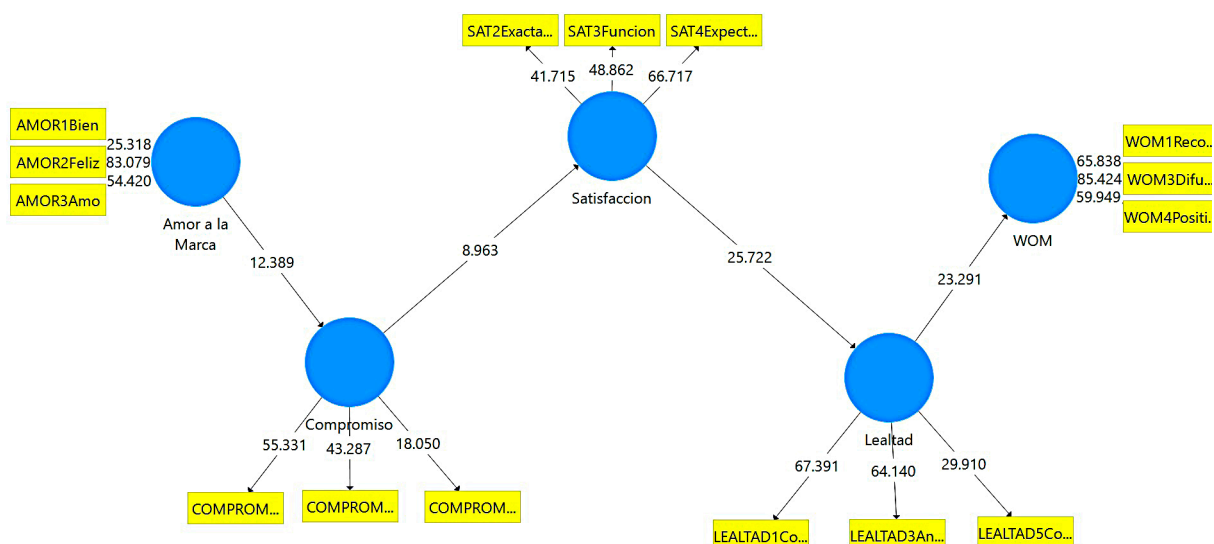 SAT2Exacta...
SAT3Funcion
SAT4Expect...
41.715
48.862
66.717
AMOR1Bien
AMOR2Feliz
AMOR3Amo
25.318
83.079
54.420
Amor a la
Marca
Satisfaccion
WOM1Reco...
WOM3Difu...
WOM4Positi...
65.838
85.424
59.949
WOM
12.389
8.963
25.722
23.291
Compromiso
55.331
43.287
18.050
COMPROM...
COMPROM...
COMPROM...
Lealtad
67.391
64.140
29.910
LEALTAD1Co...
LEALTAD3An...
LEALTAD5Co...